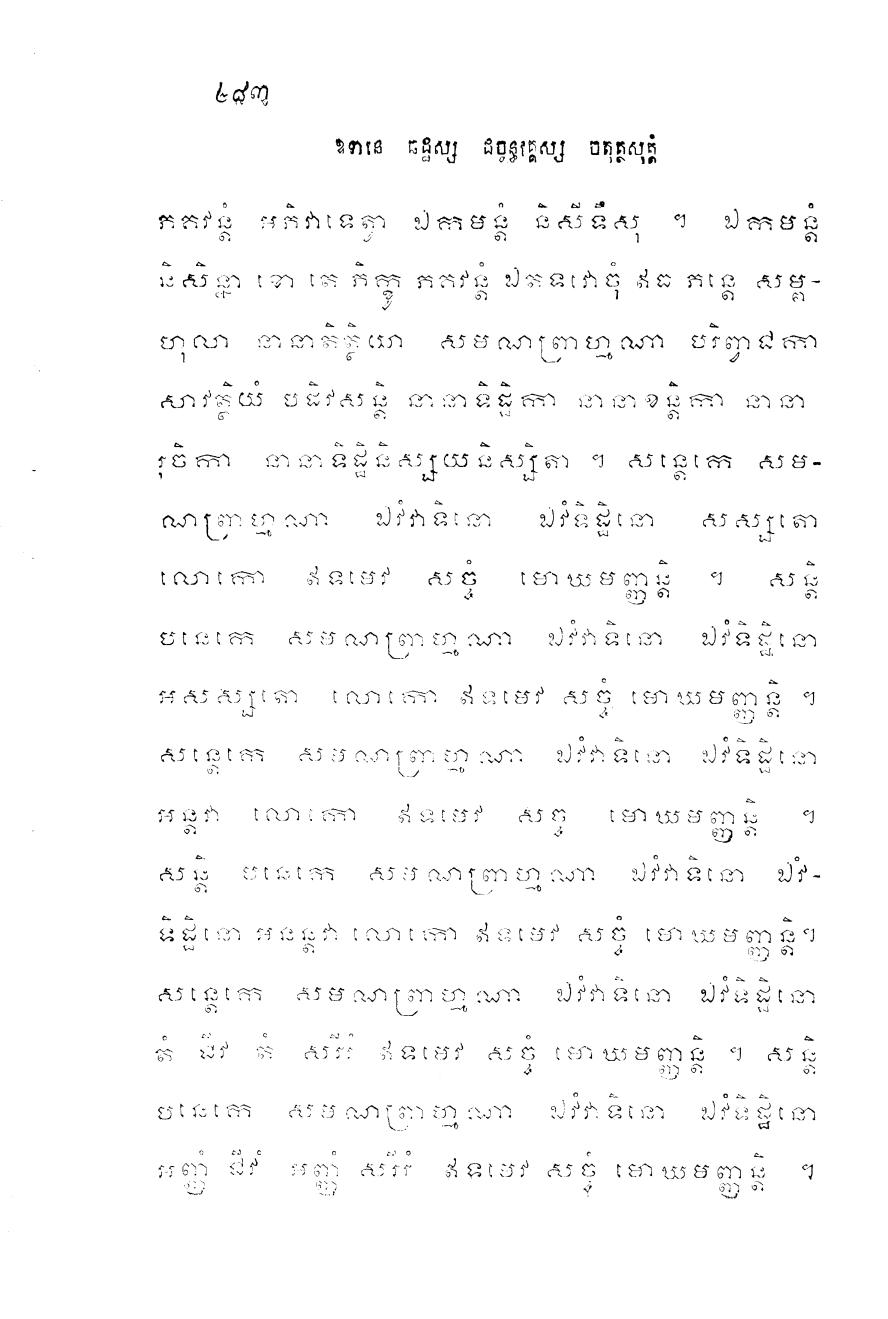 ៤៨៣
ឧទានេ ឆដ្ឋស្ស ជច្ចន្ធវគ្គស្ស ចតុត្ថសុត្តំ
ភគវន្តំ អភិវាទេត្វា ឯកមន្តំ និសីទឹសុ ។ ឯកមន្តំ
និសិន្នា ខោ តេ ភិក្ខូ ភគវន្តំ ឯតទវោចុំ ឥធ ភន្តេ សម្ព-
ហុលា នានាតិត្ថិយា សមណព្រាហ្មណា បរិព្វាជកា
សាវត្ថិយំ បដិវសន្តិ នានាទិដ្ឋិកា នានាខន្តិកា នានា
រុចិកា នានាទិដ្ឋិនិស្សយនិស្សិតា ។ សន្តេកេ សម-
ណព្រាហ្មណា ឯវំវាទិនោ ឯវំទិដ្ឋិនោ សស្សតោ
លោកោ ឥទមេវ សច្ចំ មោឃមញ្ញន្តិ ។ សន្តិ
បនេកេ សមណព្រាហ្មណា ឯវំវាទិនោ ឯវំទិដ្ឋិនោ
អសស្សតោ លោកោ ឥទមេវ សច្ចំ មោឃមញ្ញន្តិ ។
សន្តេកេ សមណព្រាហ្មណា ឯវំវាទិនោ ឯវំទិដ្ឋិនោ
អន្តវា លោកោ ឥទមេវ សច្ច មោឃមញ្ញន្តិ ។
សន្តិ បនេកេ សមណព្រាហ្មណា ឯវំវាទិនោ ឯវំ-
ទិដ្ឋិនោ អនន្តវា លោកោ ឥទមេវ សច្ចំ មោឃមញ្ញន្តិ។
សន្តេកេ សមណព្រាហ្មណា ឯវំវាទិនោ ឯវំទិដ្ឋិនោ
តំ ជីវំ តំ សរីរំ ឥទមេវ សច្ចំ មោឃមញ្ញន្តិ ។ សន្តិ
បនេកេ សមណព្រាហ្មណា ឯវំវាទិនោ ឯវំទិដ្ឋិនោ
អញ្ញំ ជីវំ អញ្ញំ សរីរំ ឥទមេវ សច្ចំ មោឃមញ្ញន្តិ ។